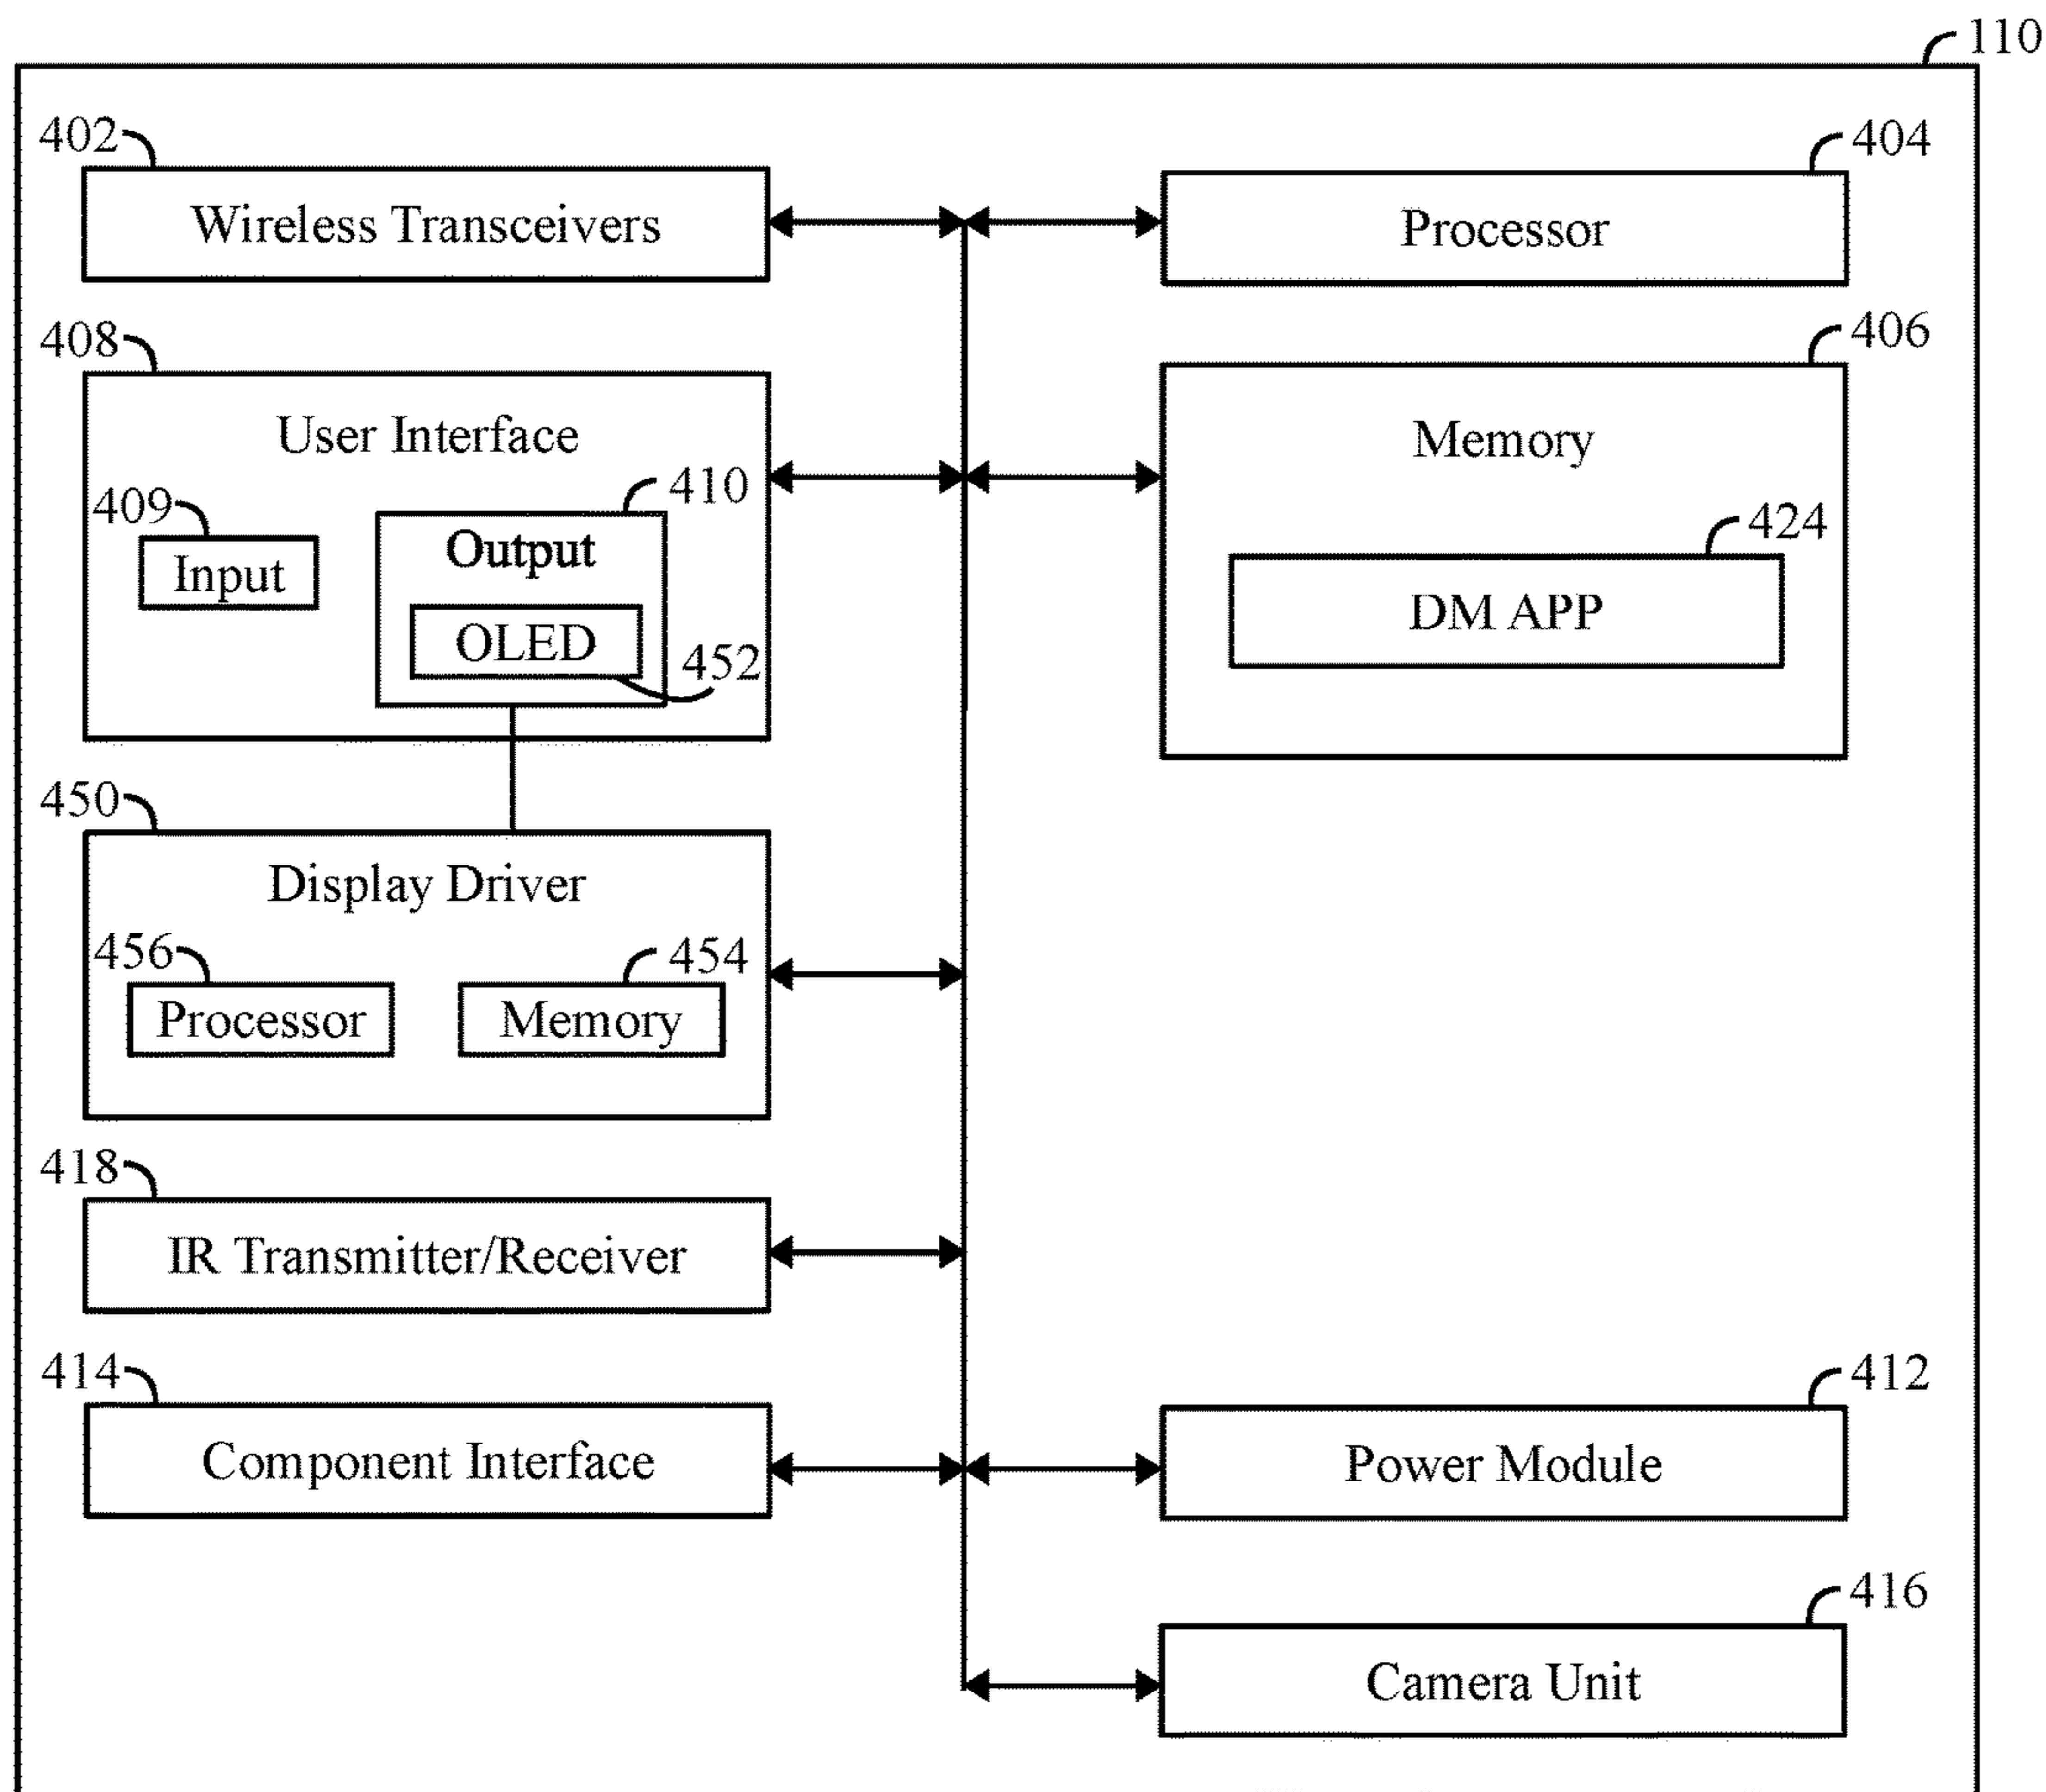 110
402
Wireless Transceivers
404
Processor
408
User Interface
409
Input
410
Output
OLED
452
406
Memory
424
DM APP
450
Display Driver
456
Processor
454
Memory
418
IR Transmitter/Receiver
414
Component Interface
412
Power Module
416
Camera Unit